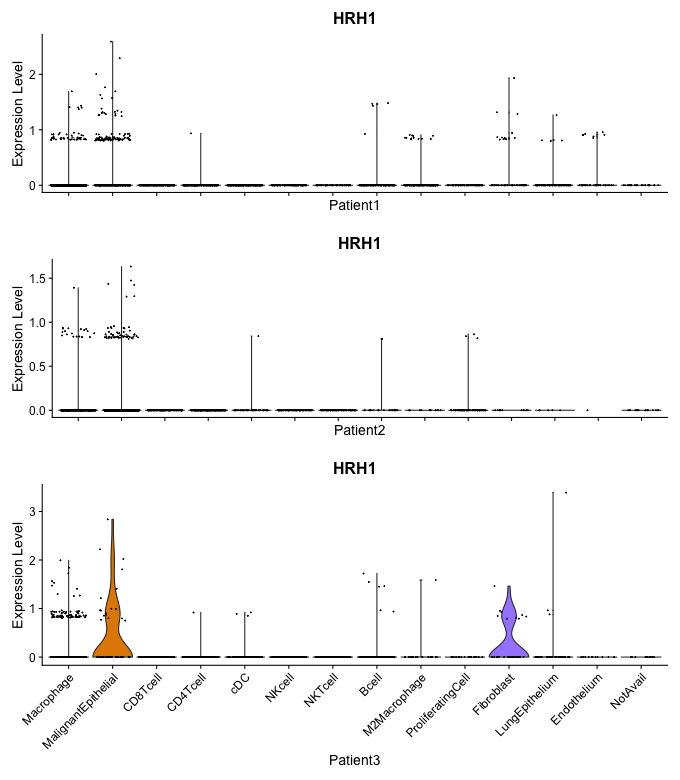 HRH1
Expression Level
2
1
0
Patient1
HRH1
Expression Level
1.5
1.0
0.5
0.0
Patient2
HRH1
Expression Level
3
2
1
0
Macrophage
MalignantEpithelial
CD8Tcell
CD4Tcell
cDC
NKcell
NKTcell
Bcell
M2Macrophage
ProliferatingCell
Fibroblast
LungEpithelium
Endothelium
NotAvail
Patient3